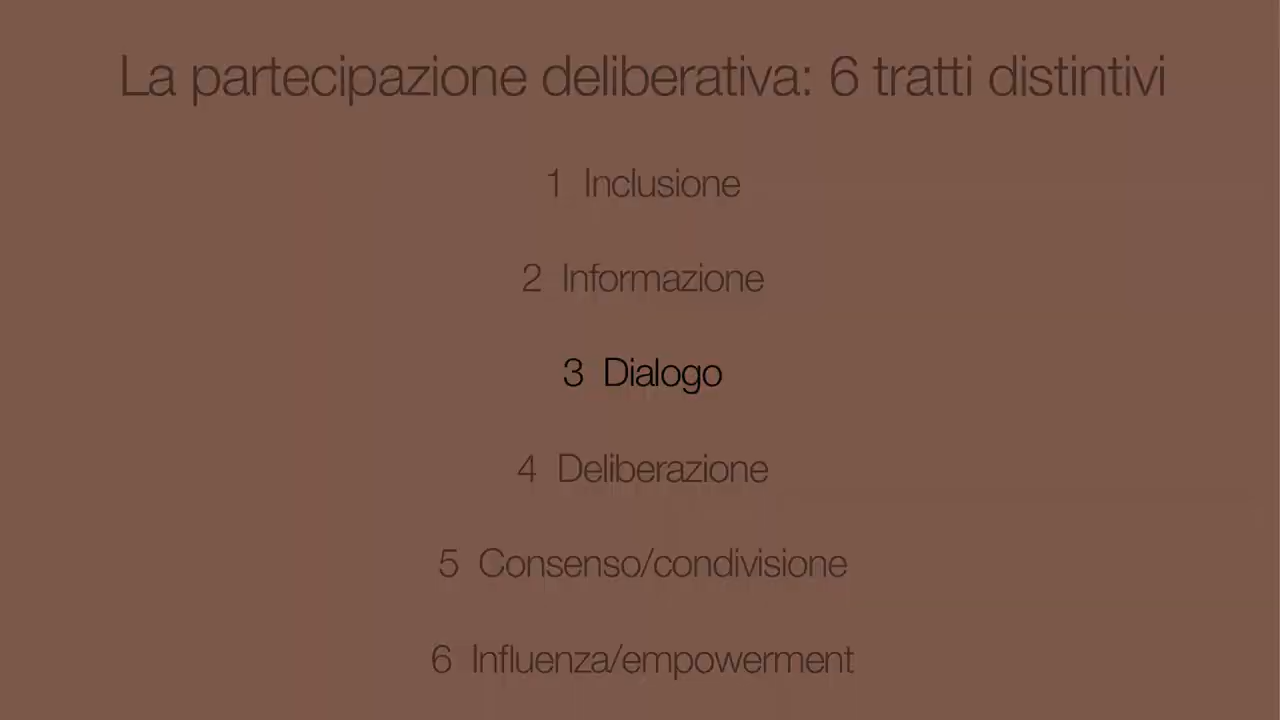 La partecipazione deliberativa: 6 tratti distintivi
1 Inclusione
2 Informazione
3 Dialogo
4 Deliberazione
5 Consenso/condivisione
6 Influenza/empowerment